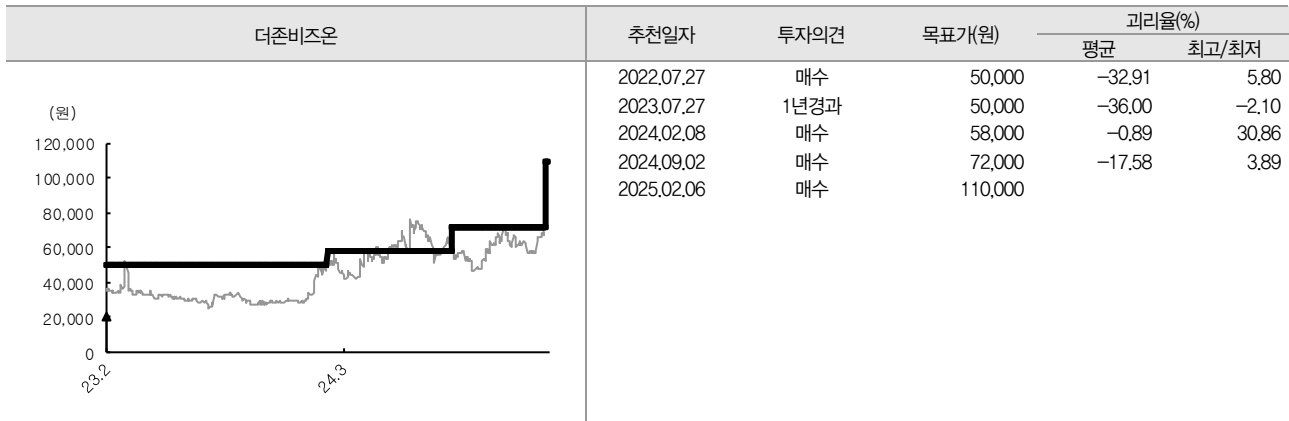 더존비즈온
추천일자 투자의견 목표가(원) 괴리율(%)
평균 최고/최저
2022.07.27 매수 50,000 -32.91 5.80
2023.07.27 1년경과 50,000 -36.00 -2.10
2024.02.08 매수 58,000 -0.89 30.86
2024.09.02 매수 72,000 -17.58 3.89
2025.02.06 매수 110,000
(원)
120,000
100,000
80,000
60,000
40,000
20,000
0
23.2 24.3